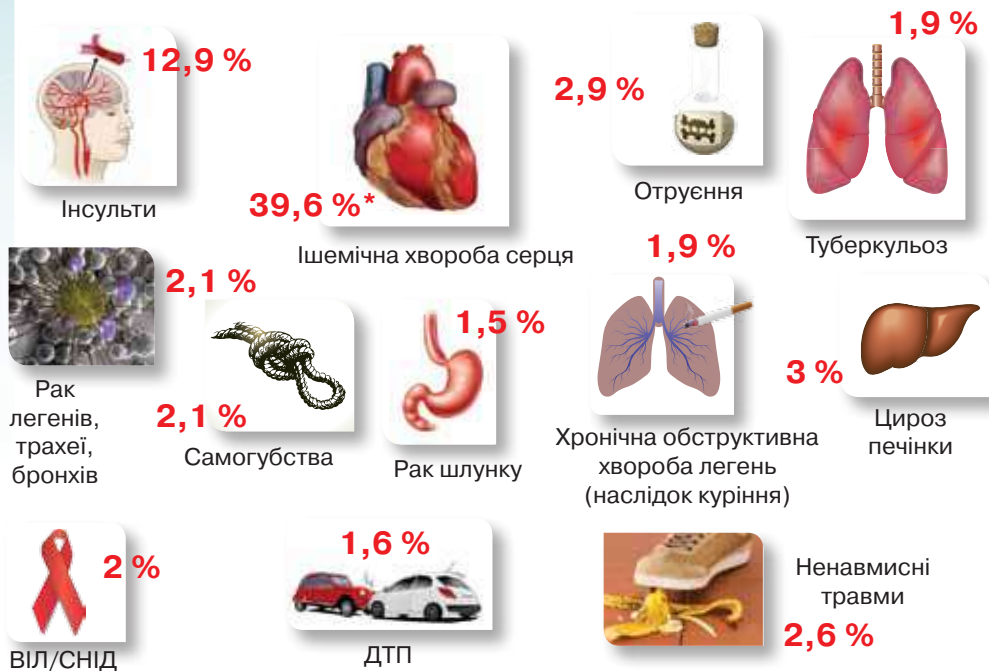 12,9 %
Інсульти
39,6 %*
Ішемічна хвороба серця
2,9 %
Отруєння
1,9 %
Туберкульоз
2,1 %
Рак
легенів,
трахеї,
бронхів
2,1 %
Самогубства
1,5 %
Рак шлунку
1,9 %
Хронічна обструктивна
хвороба легень
(наслідок куріння)
3 %
Цироз
печінки
2 %
ВІЛ/СНІД
1,6 %
ДТП
Ненавмисні
травми
2,6 %